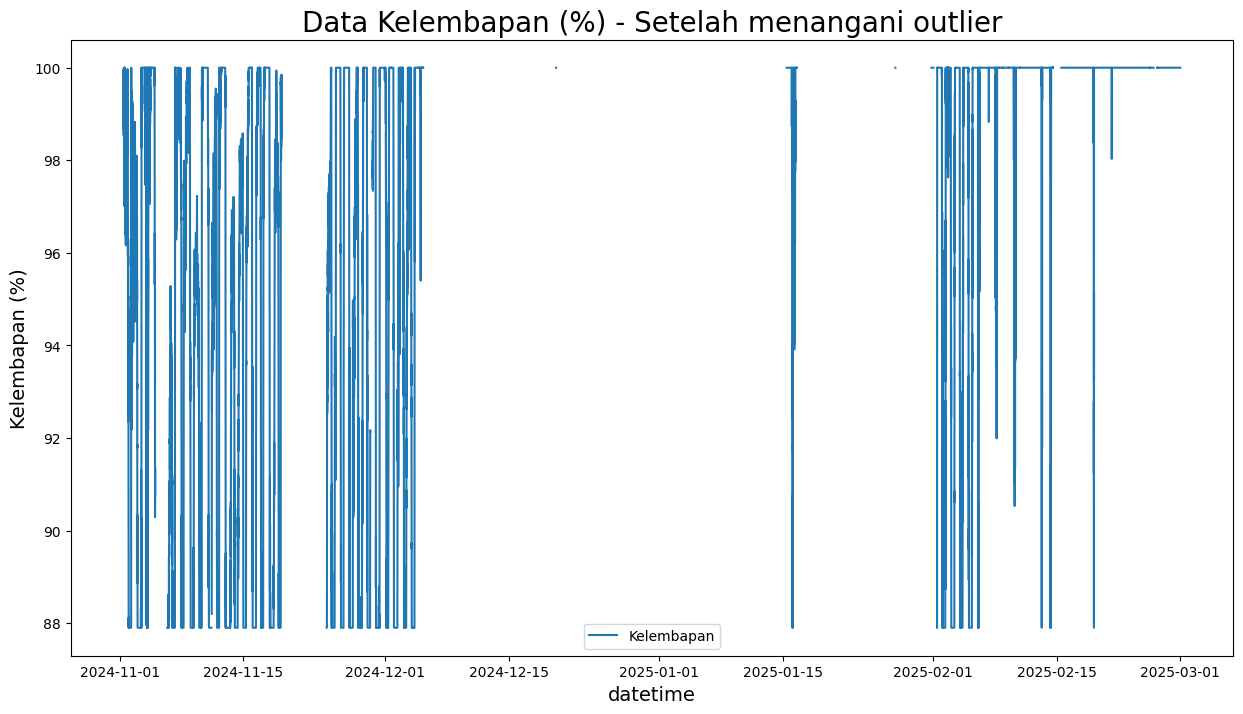 Data Kelembapan (%) - Setelah menangani outlier
Kelembapan (%)
100
98
96
94
92
90
88
Kelembapan
2024-11-01 2024-11-15 2024-12-01 2024-12-15 2025-01-01 2025-01-15 2025-02-01 2025-02-15 2025-03-01
datetime